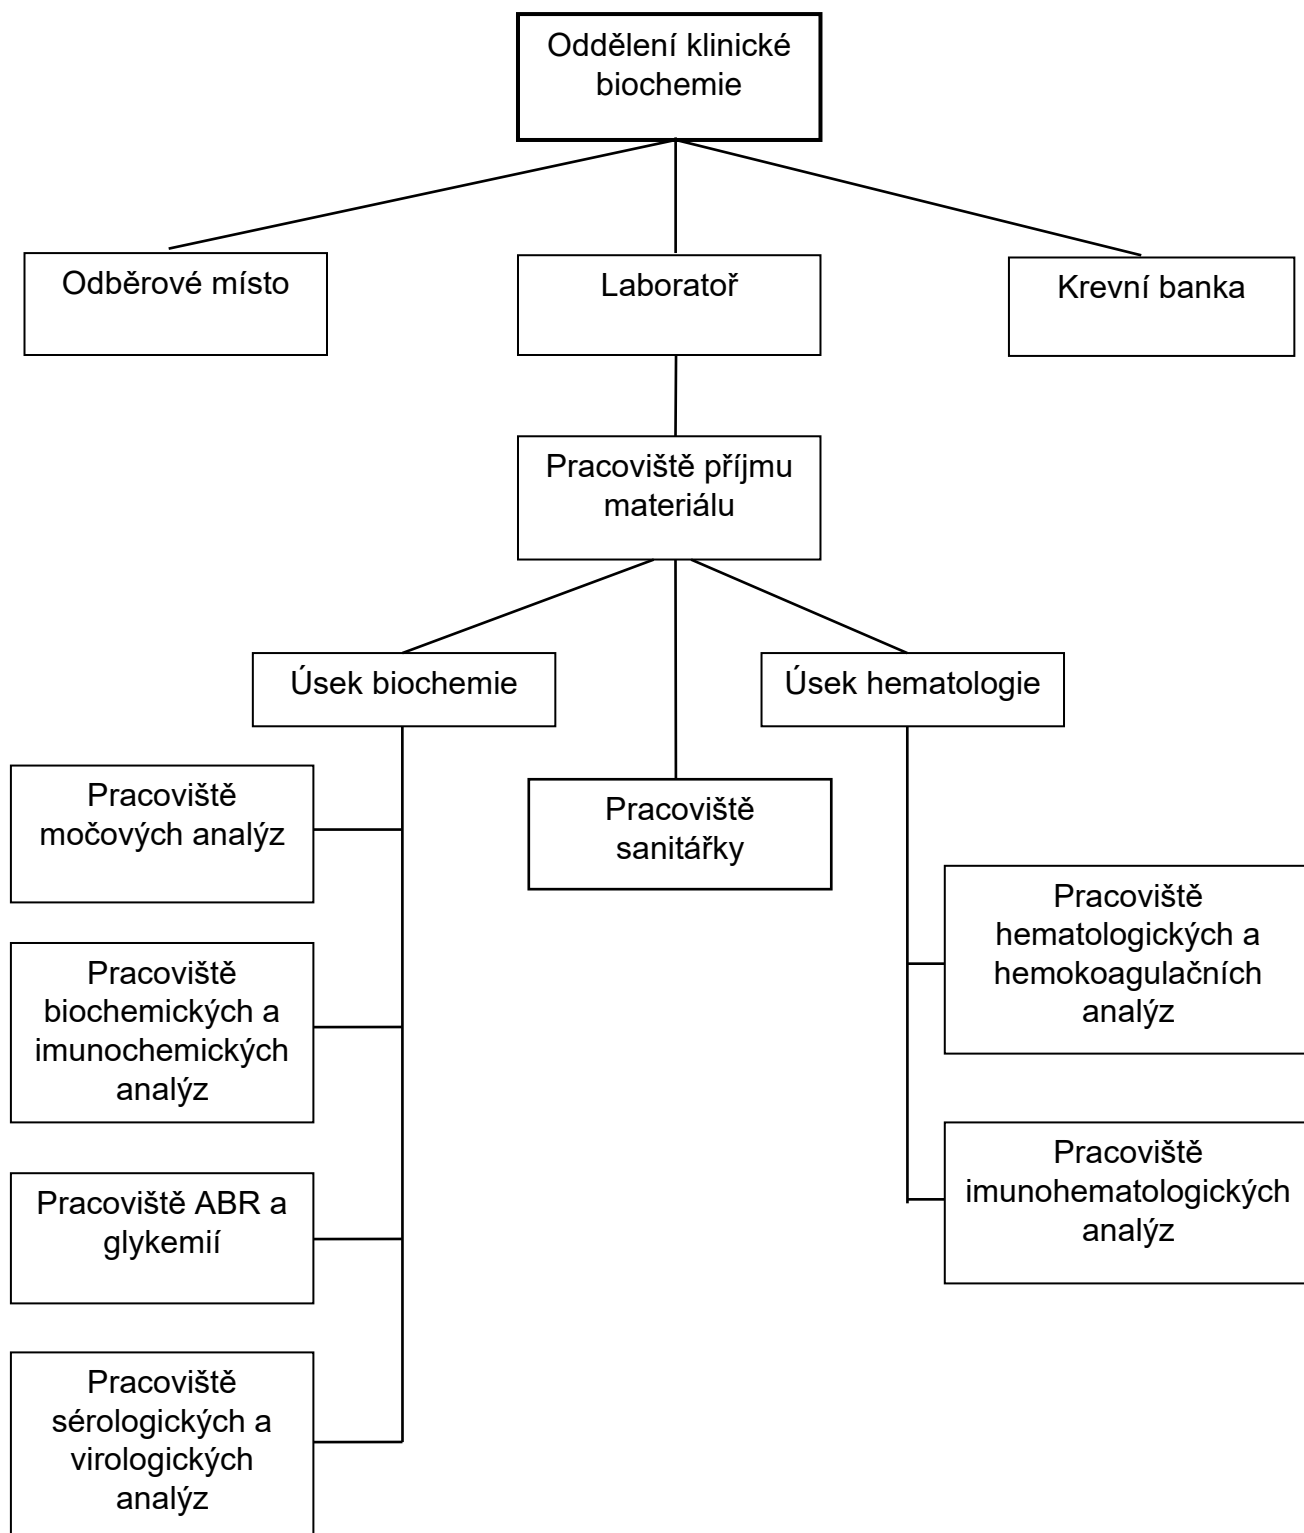 Oddělení klinické
biochemie
Odběrové místo
Laboratoř
Krevní banka
Pracoviště příjmu
materiálu
Úsek biochemie
Úsek hematologie
Pracoviště
močových analýz
Pracoviště
sanitářky
Pracoviště
hematologických a
hemokoagulačních
analýz
Pracoviště
biochemických a
imunochemických
analýz
Pracoviště
imunohematologických
analýz
Pracoviště ABR a
glykemií
Pracoviště
sérologických a
virologických
analýz